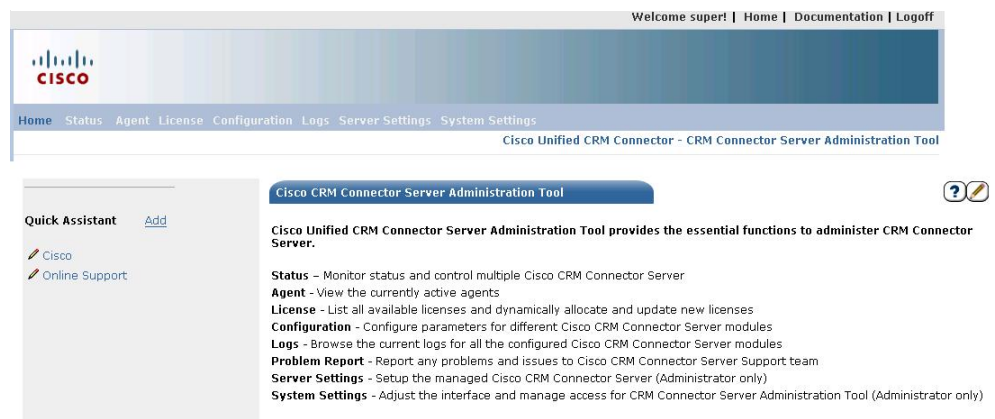 Welcome super! | Home | Documentation | Logoff
CISCO
Home Status Agent License Configuration Logs Server Settings System Settings
Cisco Unified CRM Connector - CRM Connector Server Administration Tool
Cisco CRM Connector Server Administration Tool
?
Quick Assistant Add
Cisco
Online Support
Cisco Unified CRM Connector Server Administration Tool provides the essential functions to administer CRM Connector
Server.
Status – Monitor status and control multiple Cisco CRM Connector Server
Agent - View the currently active agents
License - List all available licenses and dynamically allocate and update new licenses
Configuration - Configure parameters for different Cisco CRM Connector Server modules
Logs - Browse the current logs for all the configured Cisco CRM Connector Server modules
Problem Report - Report any problems and issues to Cisco CRM Connector Server Support team
Server Settings - Setup the managed Cisco CRM Connector Server (Administrator only)
System Settings - Adjust the interface and manage access for CRM Connector Server Administration Tool (Administrator only)